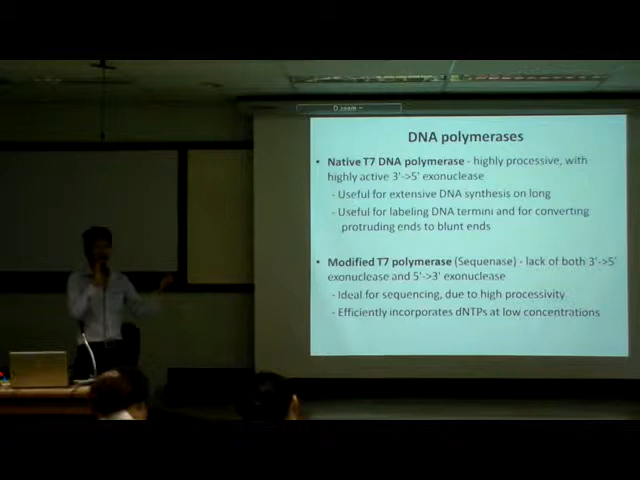 D zoom
DNA polymerases
• Native T7 DNA polymerase - highly processive, with
highly active 3'->5' exonuclease
- Useful for extensive DNA synthesis on long
- Useful for labeling DNA termini and for converting
protruding ends to blunt ends
• Modified T7 polymerase (Sequenase) - lack of both 3'->5'
exonuclease and 5'->3' exonuclease
- Ideal for sequencing, due to high processivity
- Efficiently incorporates dNTPs at low concentrations